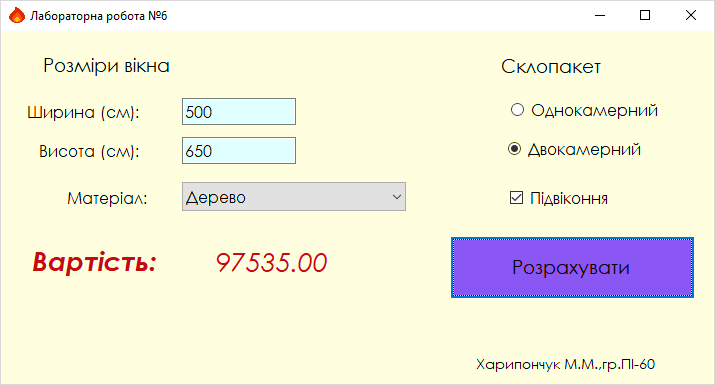 Лабораторна робота №6
Розміри вікна
Склопакет
Ширина (см): 500
Однокамерний
Висота (см): 650
Двокамерний
Матеріал: Дерево
Підвіконня
Вартість: 97535.00
Розрахувати
Харипончук М.М.,гр.ПІ-60